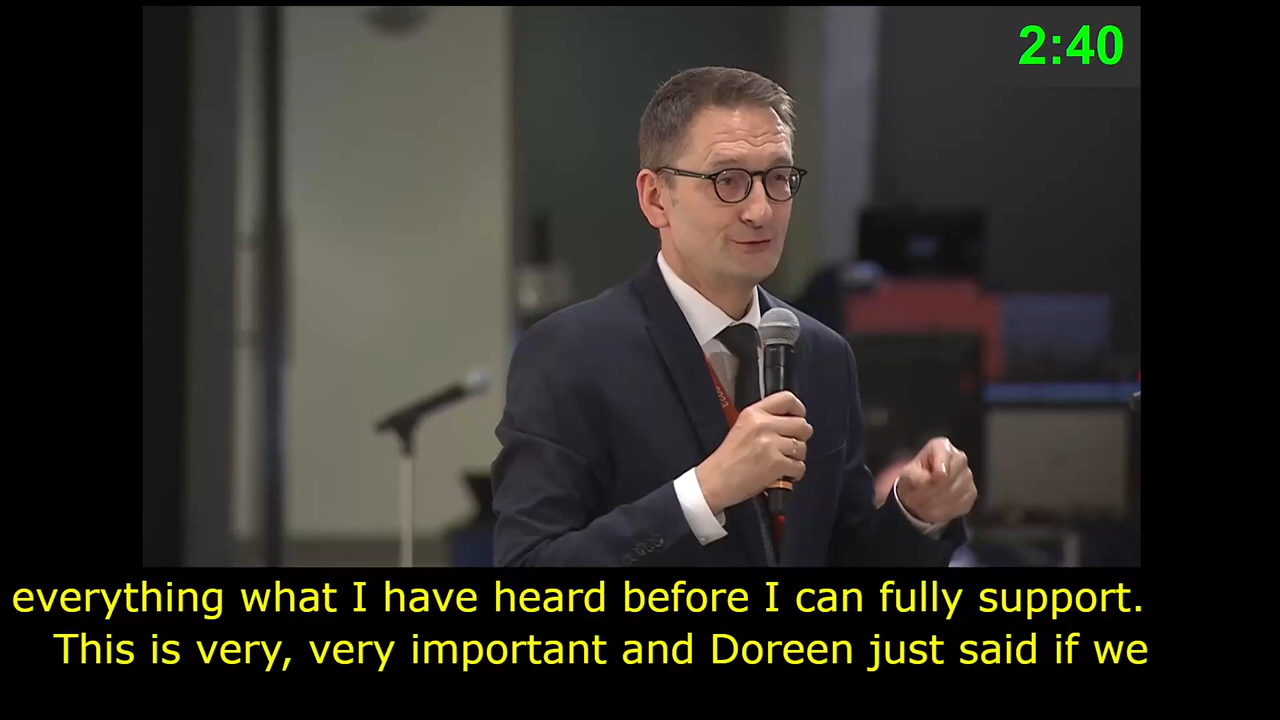 2:40
everything what I have heard before I can fully support.
This is very, very important and Doreen just said if we